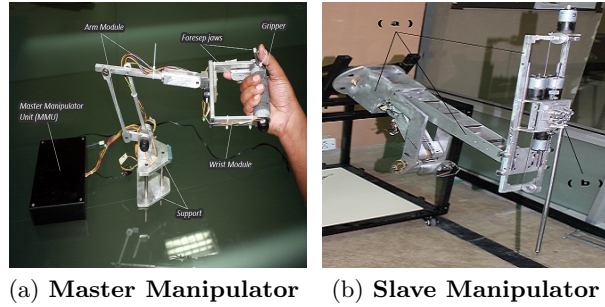 Arm Module
Foresep jaws
Gripper
Master Manipulator
Unit (MMU)
Wrist Module
Support
( a )
( b )
(a) Master Manipulator
(b) Slave Manipulator